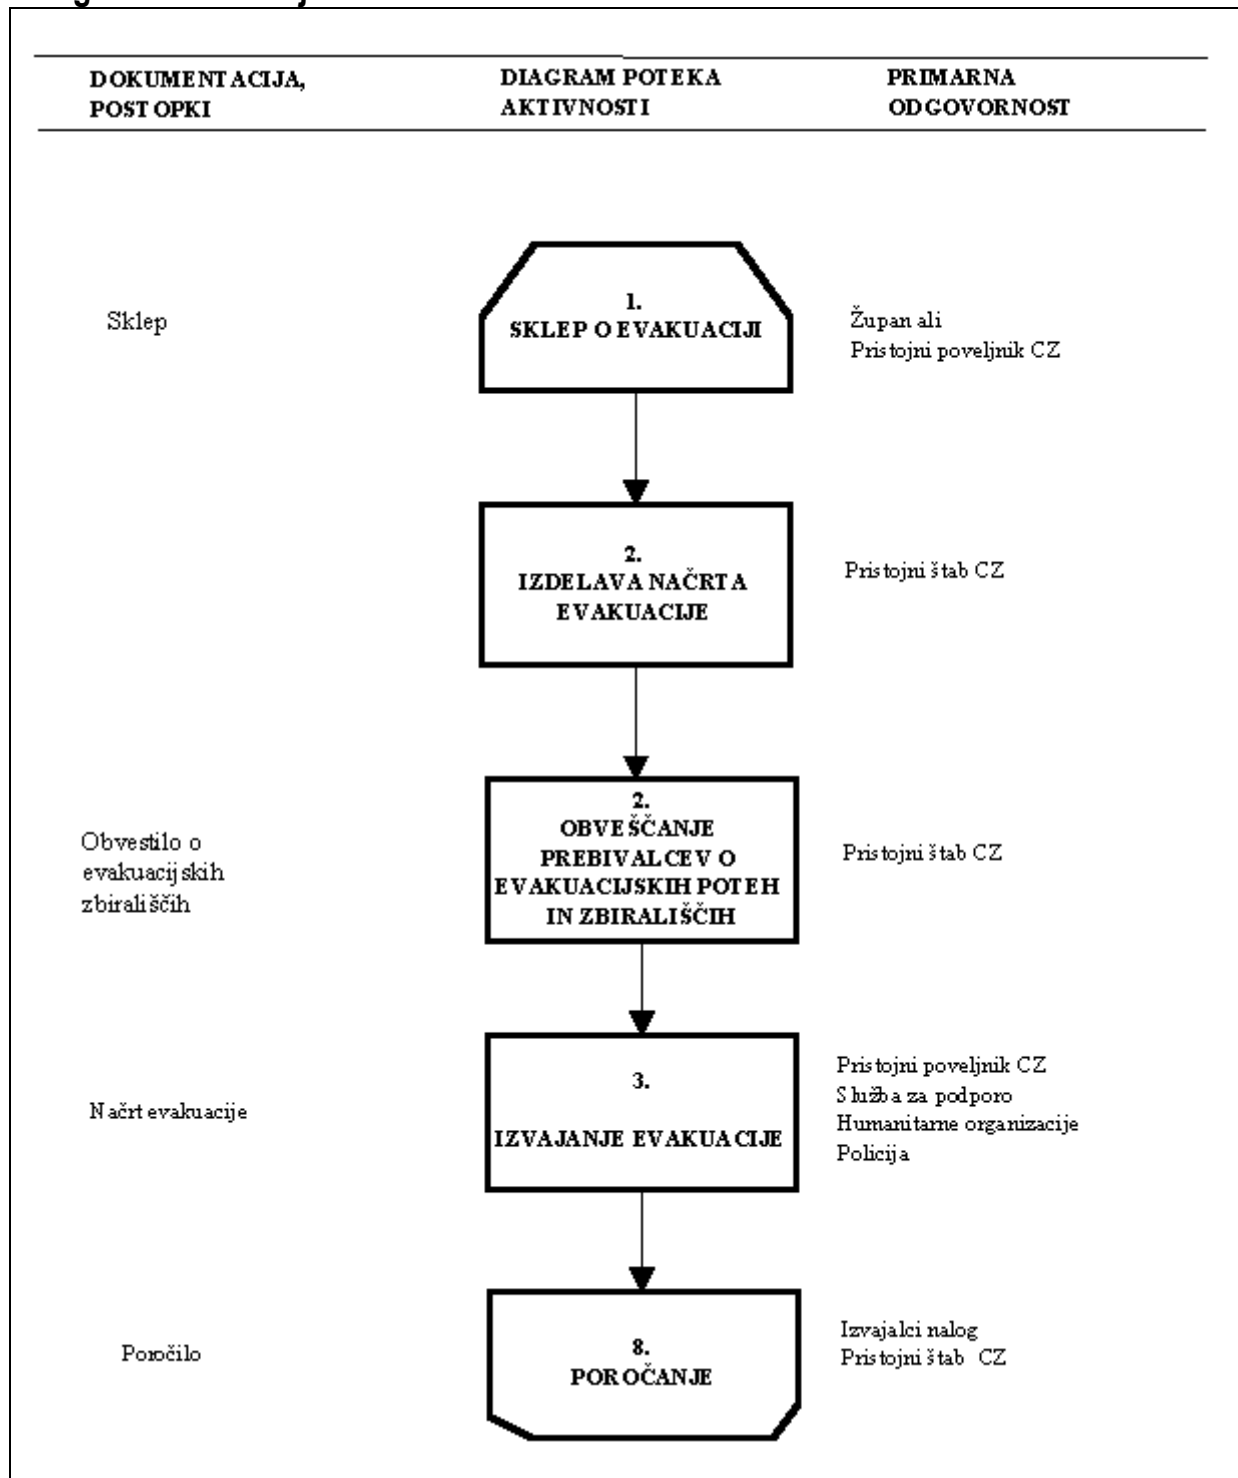 DOKUMENTACIJA, DIAGRAM POTEKA PRIMARNA
POSTOPKI AKTIVNOSTI ODGOVORNOST
Sklep
1.
SKLEP O EVAKUACIJI
Župan ali
Pristojni poveljnik CZ
2.
IZDELAVA NAČRTA
EVAKUACIJE
Pristojni štab CZ
Obvestilo o
evakuacijskih
zbirališčih
2.
OBVEŠČANJE
PREBIVALCEV O
EVAKUACIJSKIH POTEH
IN ZBIRALIŠČIH
Pristojni štab CZ
Načrt evakuacije
3.
IZVAJANJE EVAKUACIJE
Pristojni poveljnik CZ
Služba za podporo
Humanitarne organizacije
Policija
Poročilo
8.
POROČANJE
Izvajalci nalog
Pristojni štab CZ